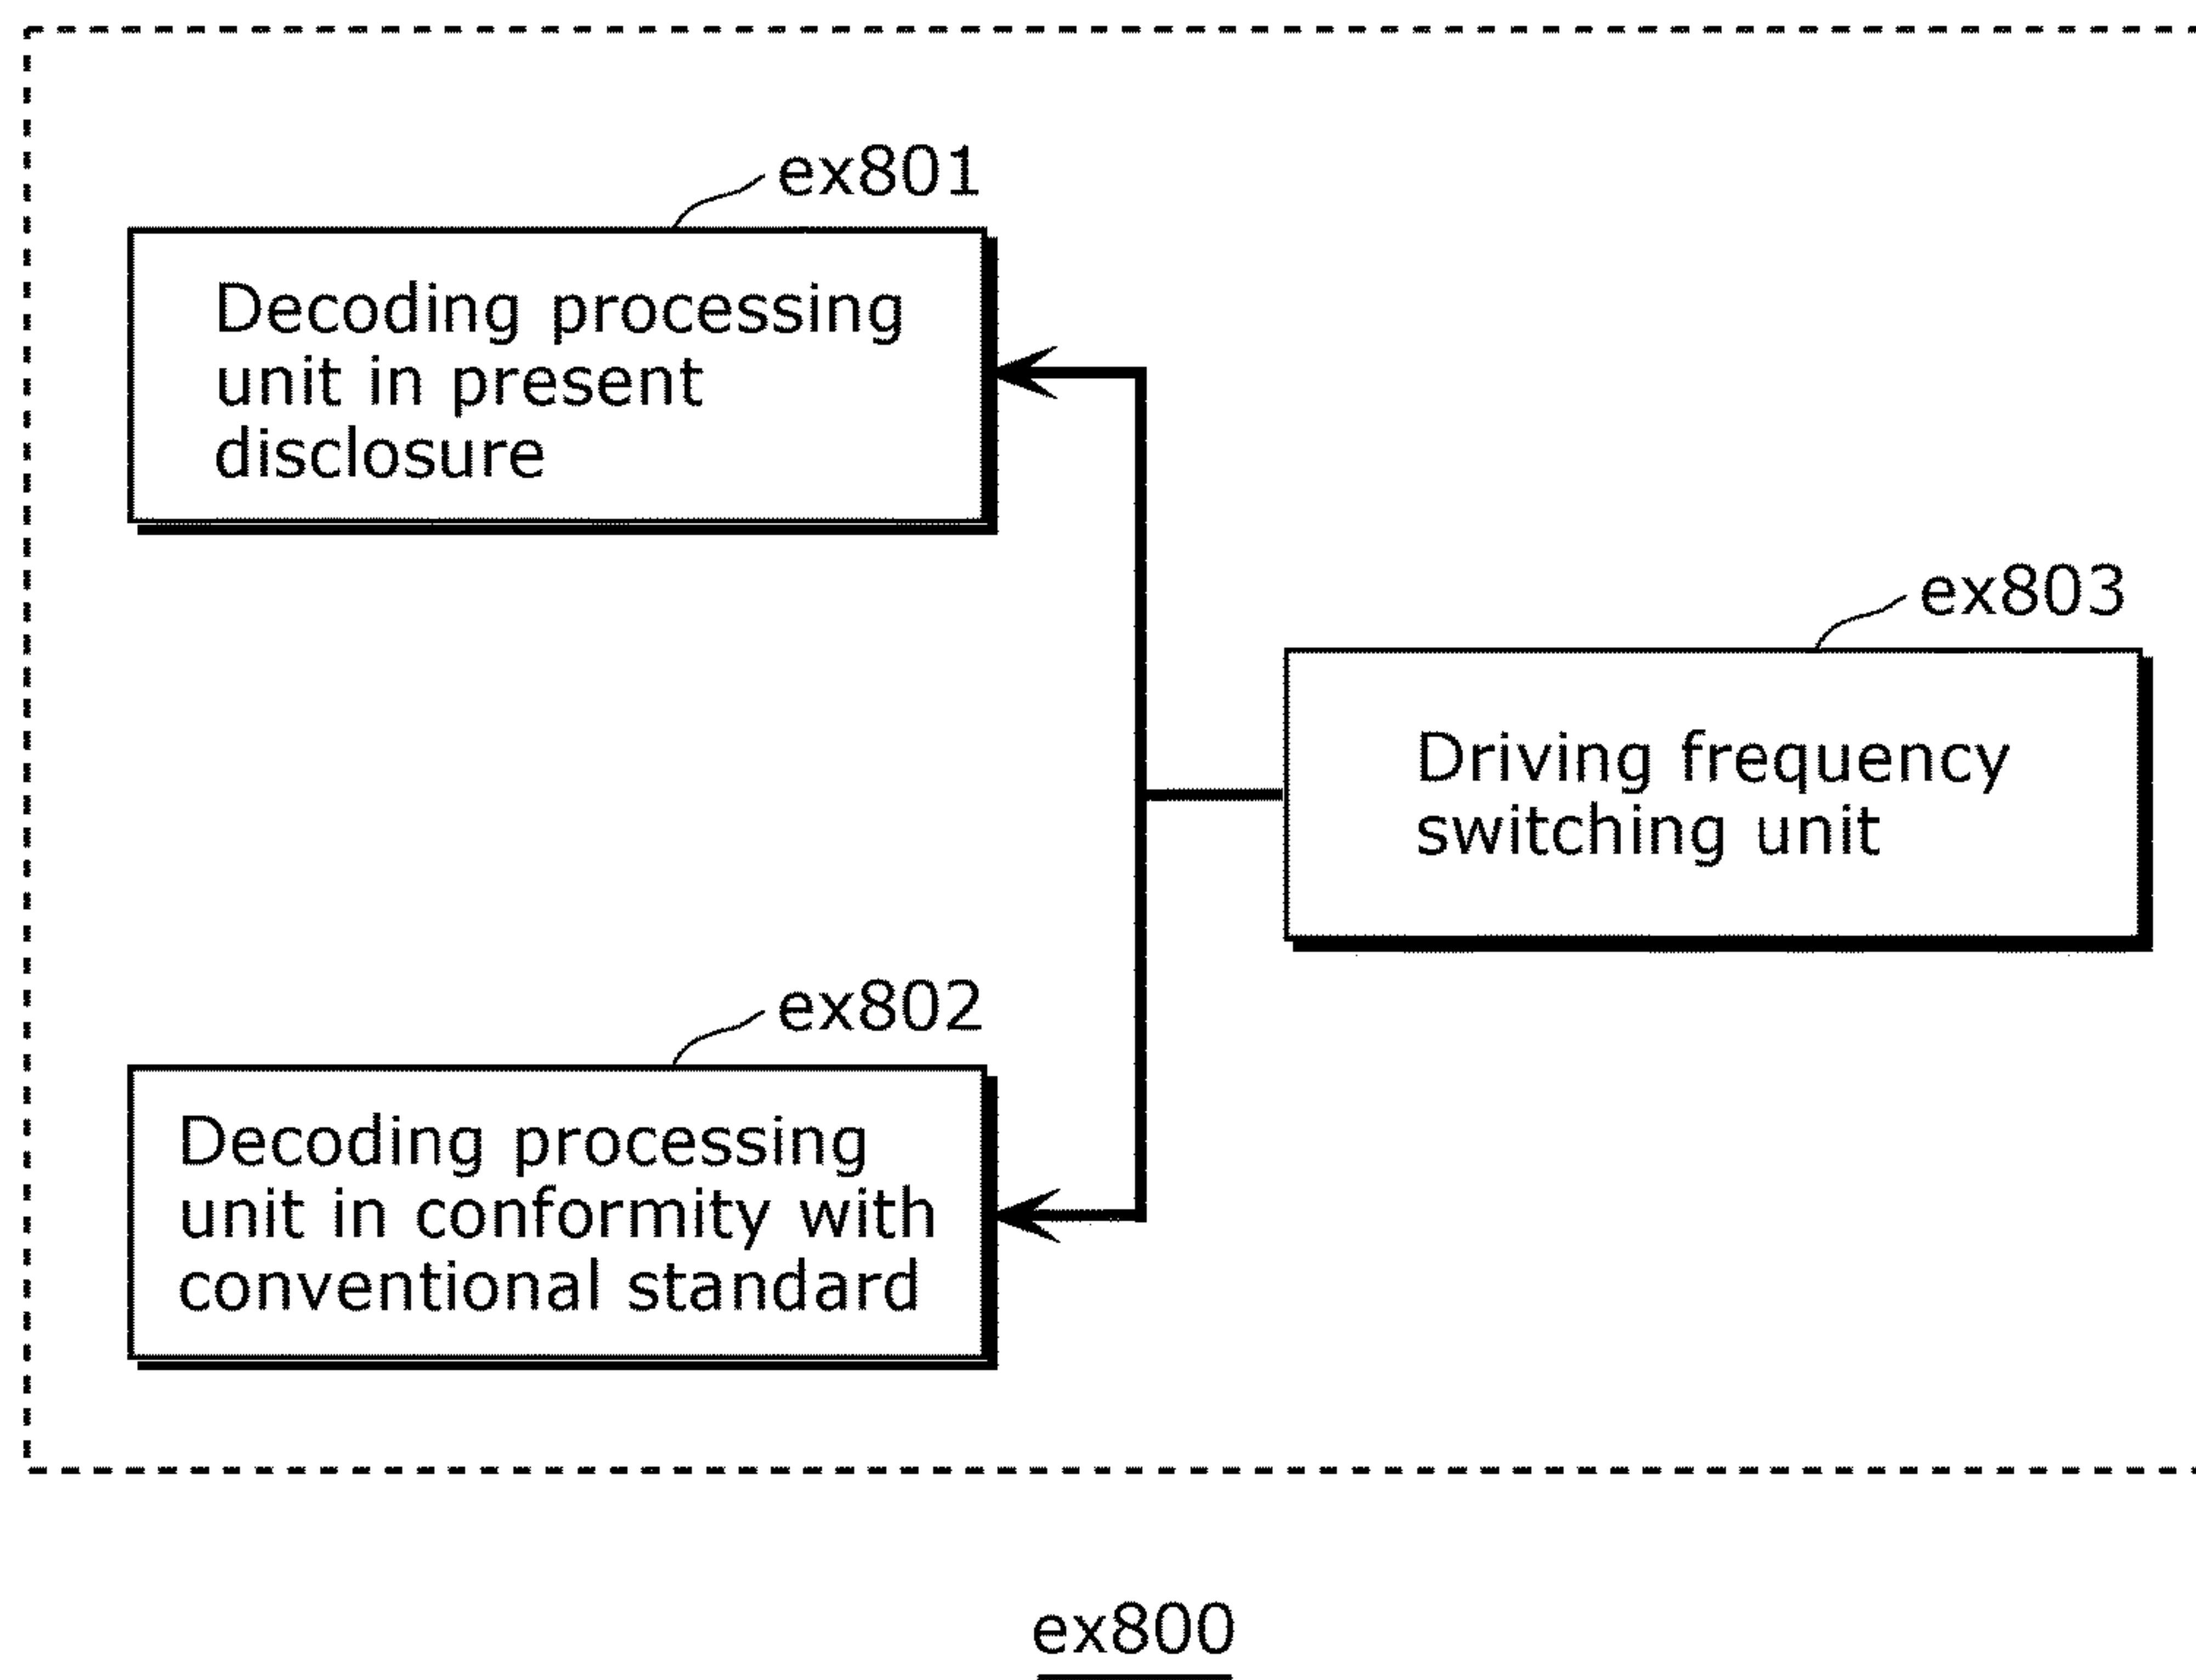 ex801
Decoding processing
unit in present
disclosure
ex803
Driving frequency
switching unit
ex802
Decoding processing
unit in conformity with
conventional standard
ex800